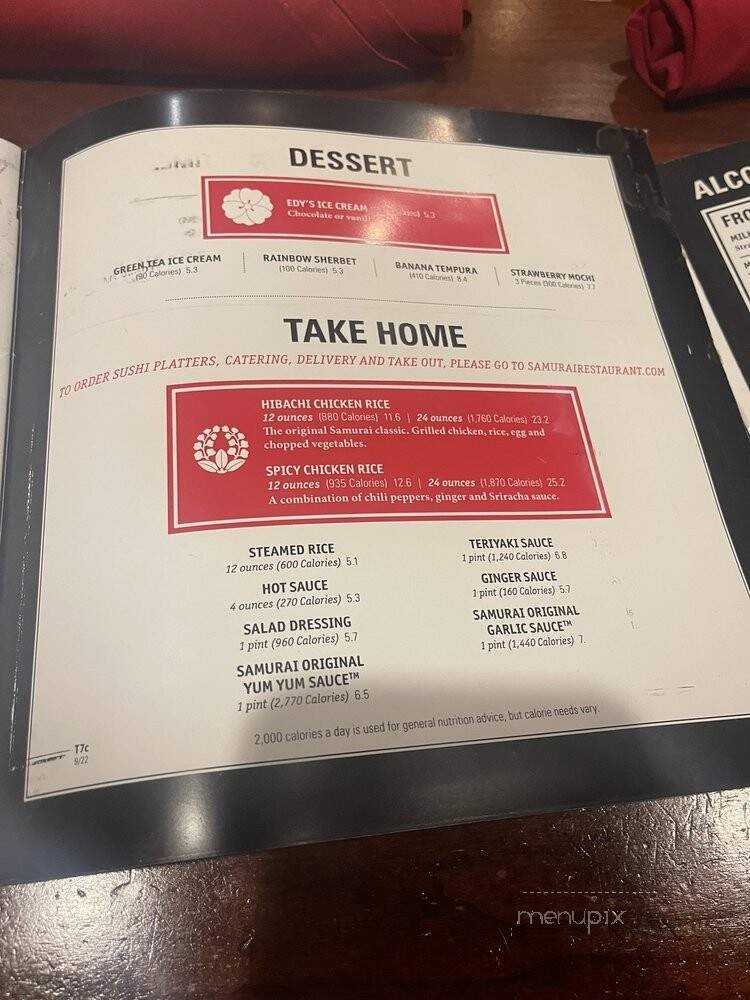 DESSERT
EDY'S ICE CREAM
Chocolate or 5.3
GREEN TEA ICE CREAM
(90 Calories) 5.3
RAINBOW SHERBET
(100 Calories) 5.3
BANANA TEMPURA
(410 Calories) 8.4
STRAWBERRY MOCHI
3 Pieces (300 Calories) 7.7
TAKE HOME
TO ORDER SUSHI PLATTERS, CATERING, DELIVERY AND TAKE OUT, PLEASE GO TO SAMURAIRESTAURANT.COM
HIBACHI CHICKEN RICE
12 ounces (880 Calories) 11.6 | 24 ounces (1,760 Calories) 23.2
The original Samurai classic. Grilled chicken, rice, egg and
chopped vegetables.
SPICY CHICKEN RICE
12 ounces (935 Calories) 12.6 | 24 ounces (1,870 Calories) 25.2
A combination of chili peppers, ginger and Sriracha sauce.
STEAMED RICE
12 ounces (600 Calories) 5.1
HOT SAUCE
4 ounces (270 Calories) 5.3
SALAD DRESSING
1 pint (960 Calories) 5.7
SAMURAI ORIGINAL
YUM YUM SAUCE™
1 pint (2,770 Calories) 6.5
TERIYAKI SAUCE
1 pint (1,240 Calories) 6.8
GINGER SAUCE
1 pint (160 Calories) 5.7
SAMURAI ORIGINAL
GARLIC SAUCE™
1 pint (1,440 Calories) 7.
2,000 calories a day is used for general nutrition advice, but calorie needs vary.
T7c
9/22
ALCO
FRO
MIL
menupix